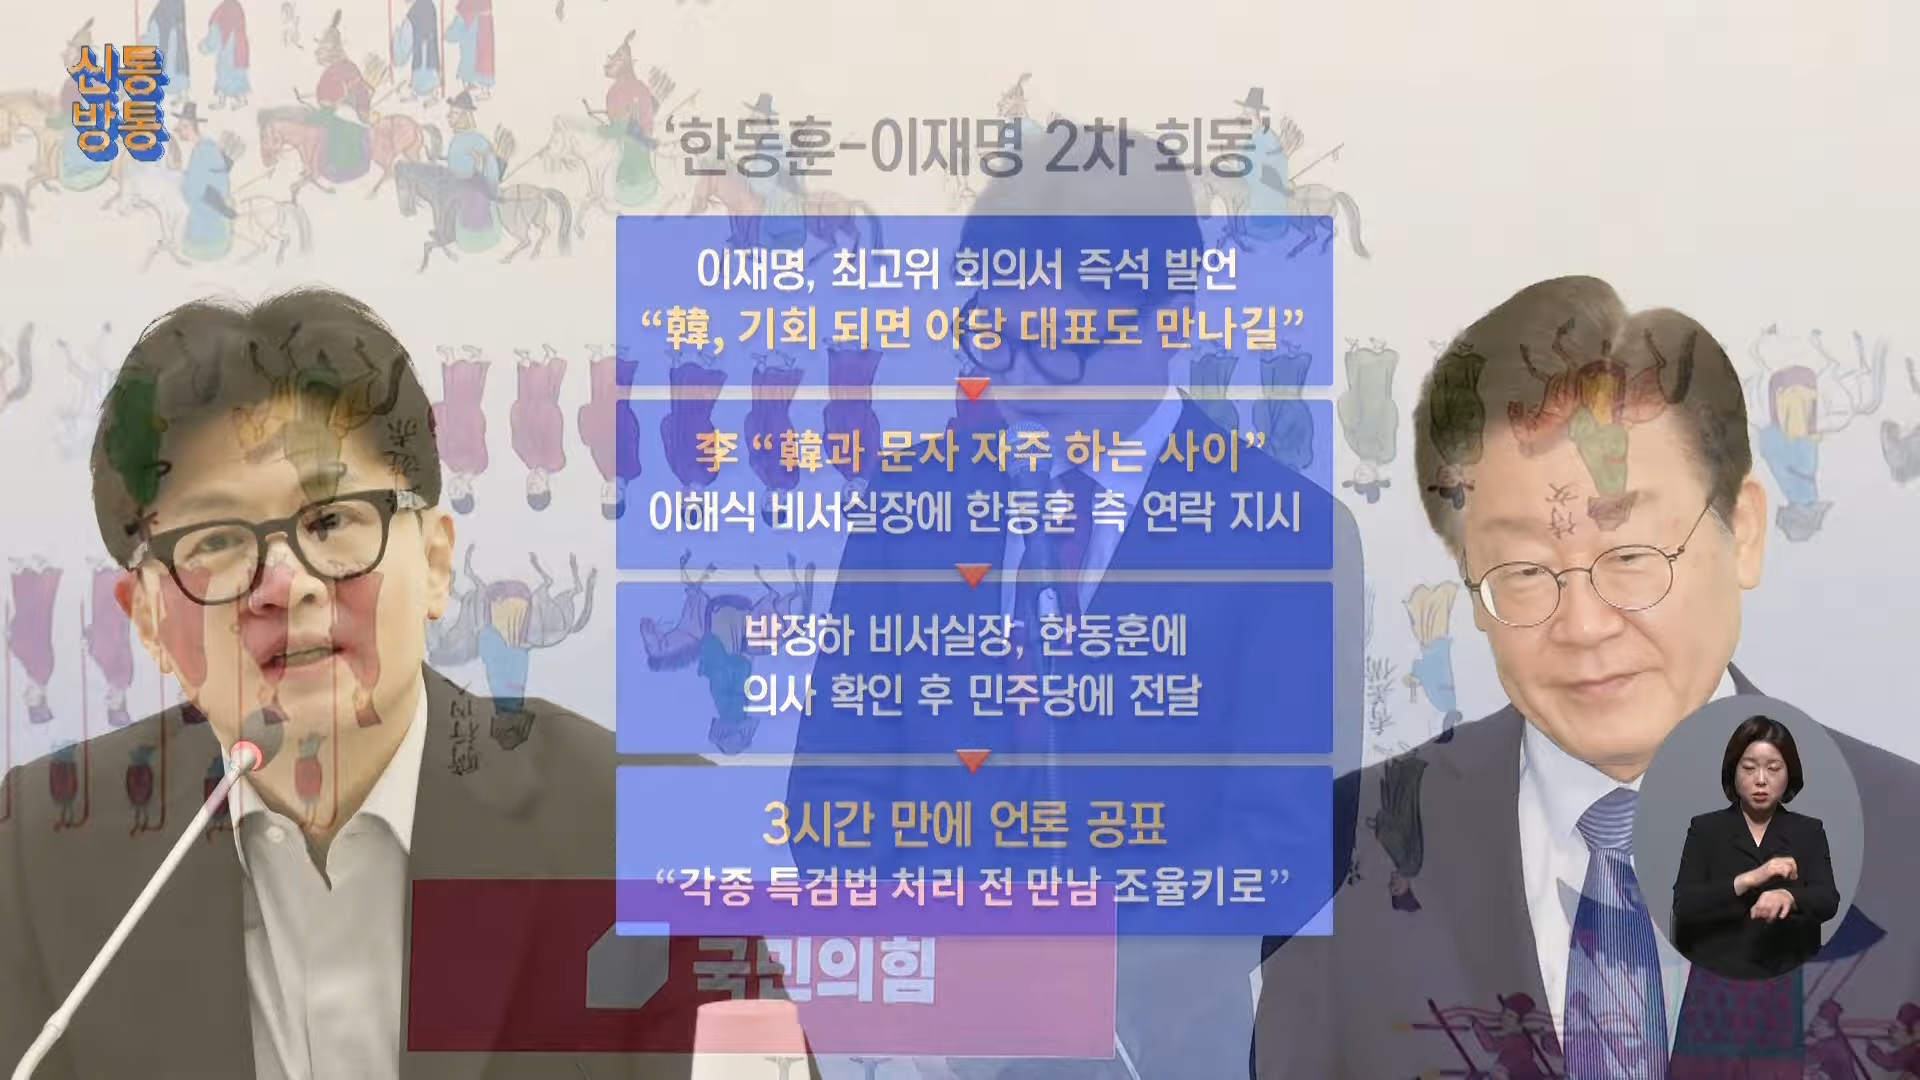 신통
방통
‘한동훈-이재명 2차 회동’
이재명, 최고위 회의서 즉석 발언
“韓, 기회 되면 야당 대표도 만나길”
李 “韓과 문자 자주 하는 사이”
이해식 비서실장에 한동훈 측 연락 지시
박정하 비서실장, 한동훈에
의사 확인 후 민주당에 전달
3시간 만에 언론 공표
“각종 특검법 처리 전 만남 조율키로”
국민의힘